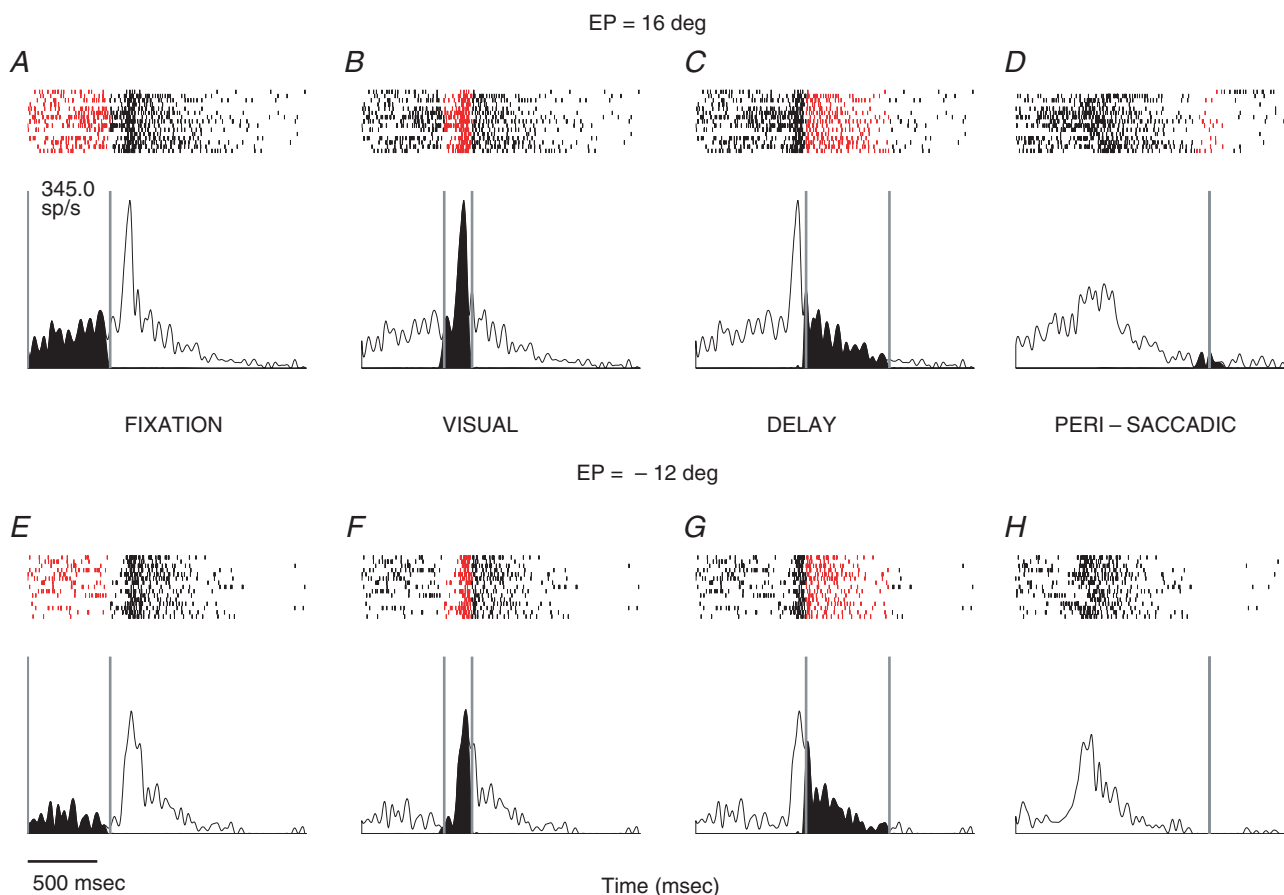 EP = 16 deg
A
B
C
D
345.0
sp/s
FIXATION
VISUAL
DELAY
PERI – SACCADIC
EP = – 12 deg
E
F
G
H
500 msec
Time (msec)